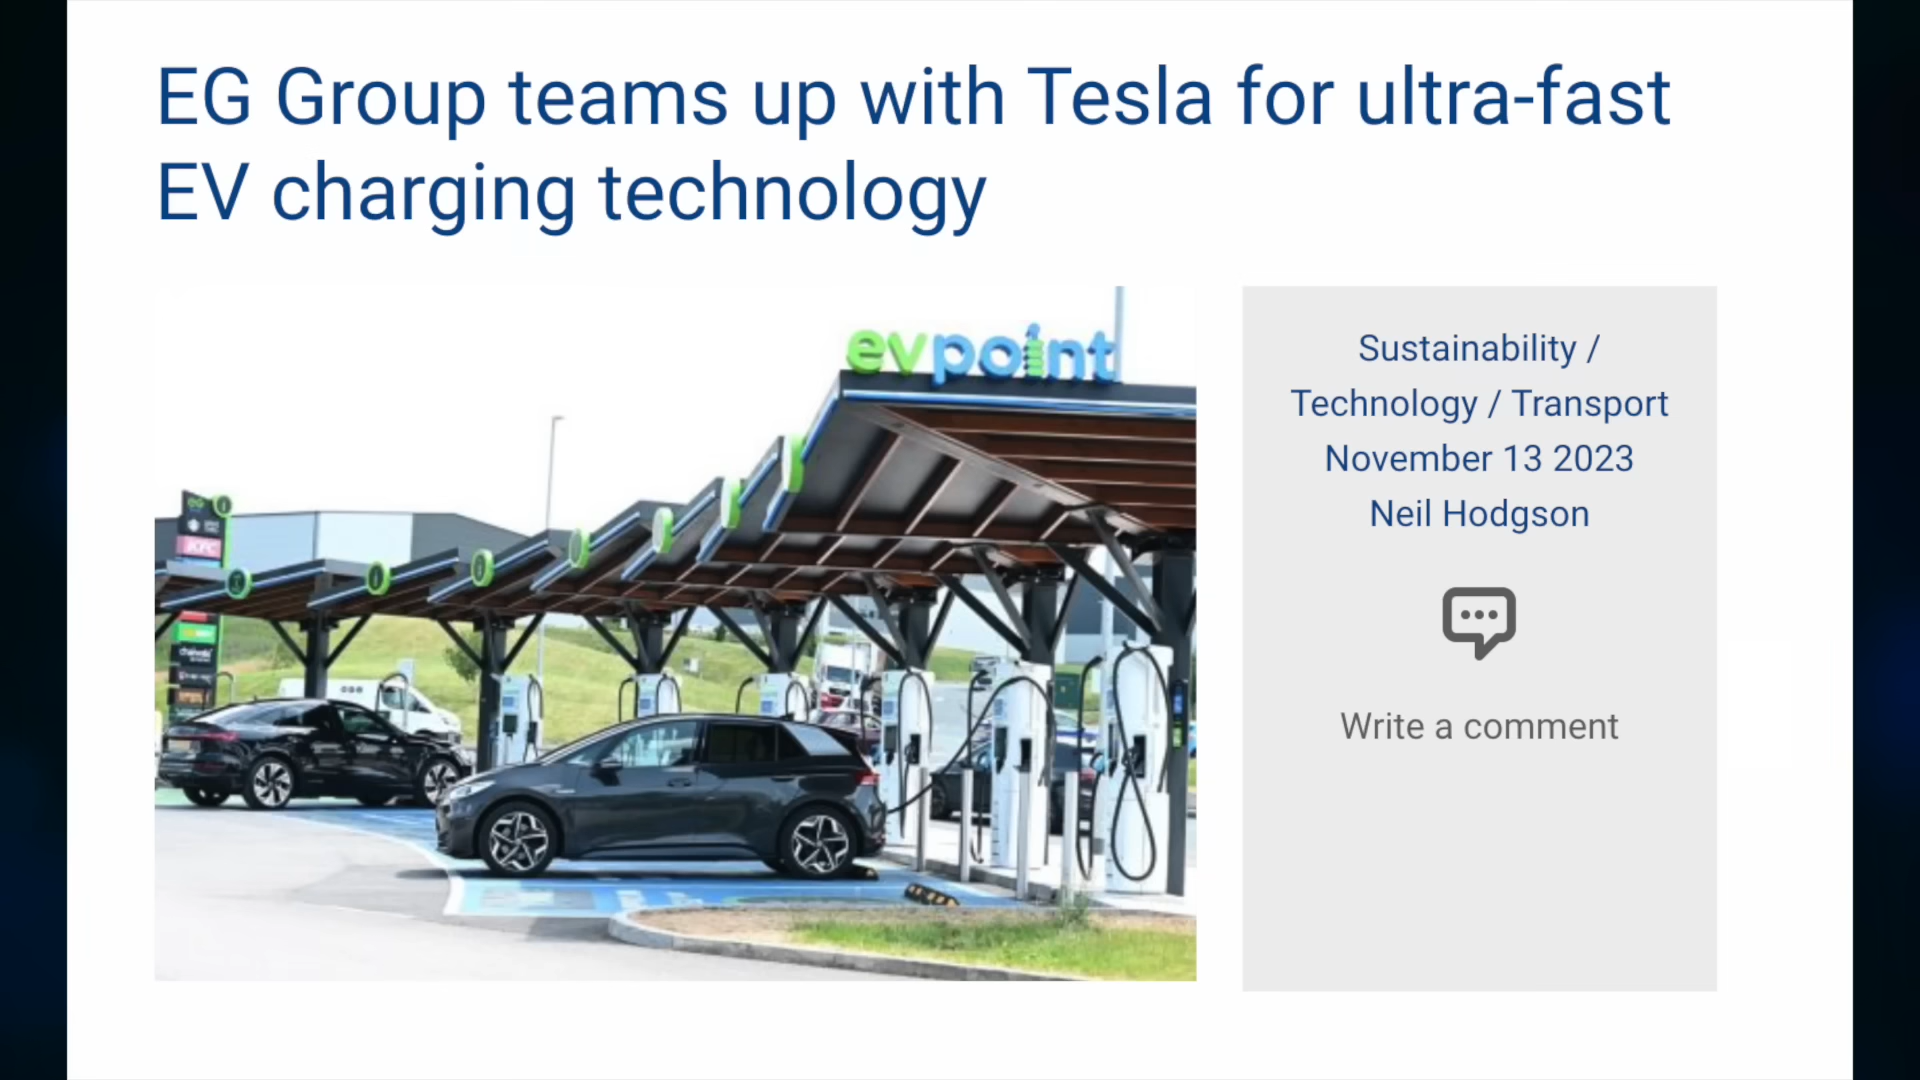 EG Group teams up with Tesla for ultra-fast
EV charging technology
evpoint
Sustainability /
Technology / Transport
November 13 2023
Neil Hodgson
Write a comment
KFC